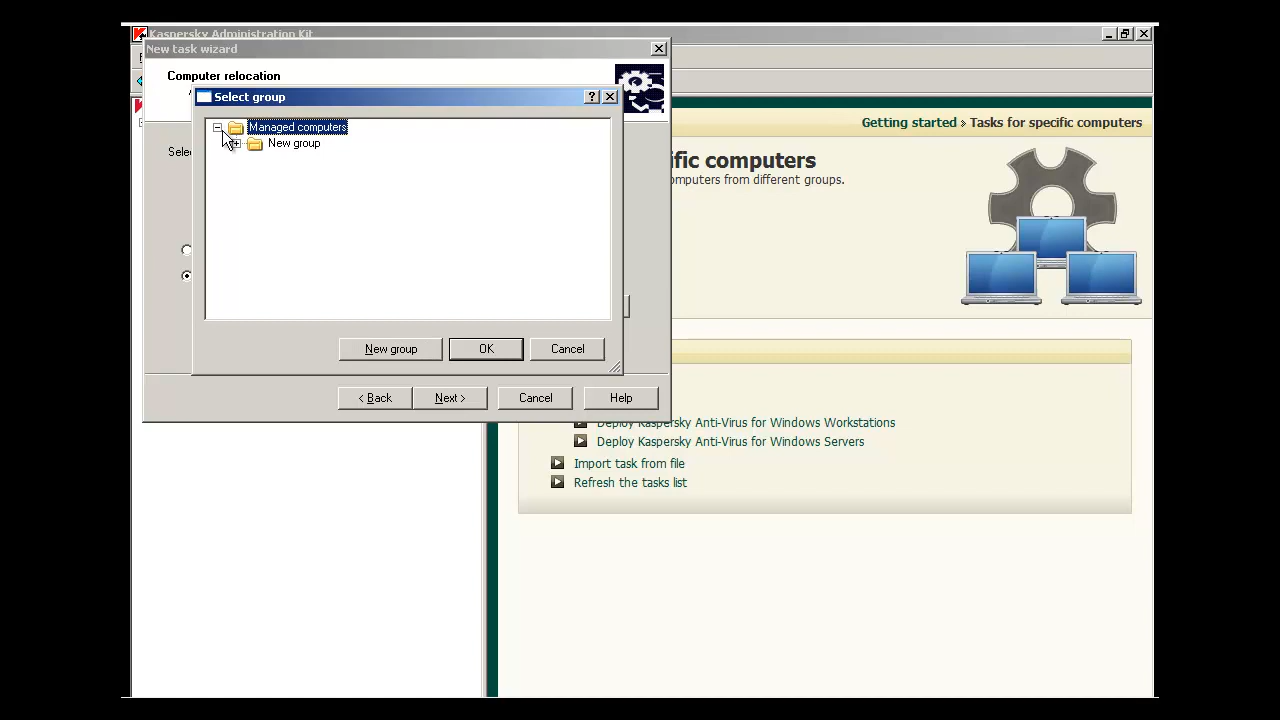 Kaspersky Administration Kit
New task wizard
Computer relocation
Select group
Managed computers
New group
New group
OK
Cancel
< Back
Next >
Cancel
Help
Getting started » Tasks for specific computers
computers
computers from different groups.
Deploy Kaspersky Anti-Virus for Windows Workstations
Deploy Kaspersky Anti-Virus for Windows Servers
Import task from file
Refresh the tasks list